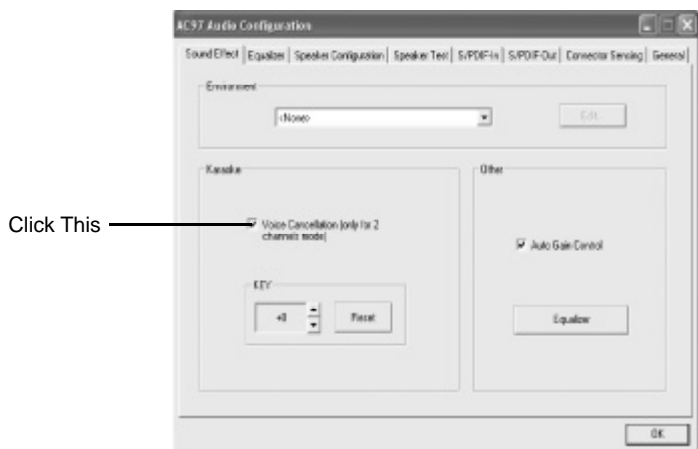 AC97 Audio Configuration
Sound Effect Equalizer Speaker Configuration Speaker Test S/PDIF-In S/PDIF-Out Connector Sensing General
Environment
<None>
Edit...
Karaoke
Other
Click This
Voice Cancellation (only for 2
channels mode)
Auto Gain Control
KEY
+0
Reset
Equalizer
OK